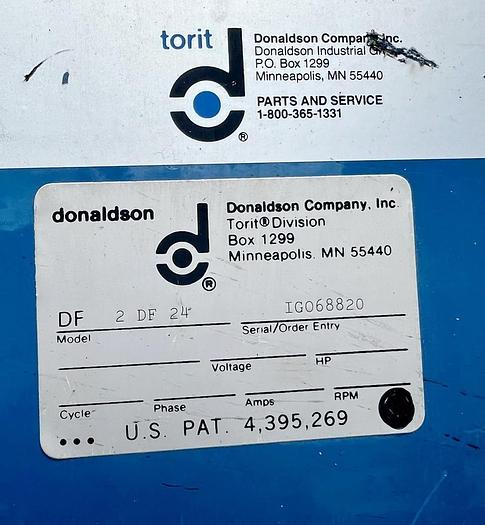 torit
Donaldson Company, Inc.
Donaldson Industrial
P.O. Box 1299
Minneapolis, MN 55440
PARTS AND SERVICE
1-800-365-1331
®
donaldson
Donaldson Company, Inc.
Torit® Division
Box 1299
Minneapolis, MN 55440
®
DF 2 DF 24 IG068820
Model Serial/Order Entry
Voltage HP
Cycle Phase Amps RPM
U.S. PAT. 4,395,269